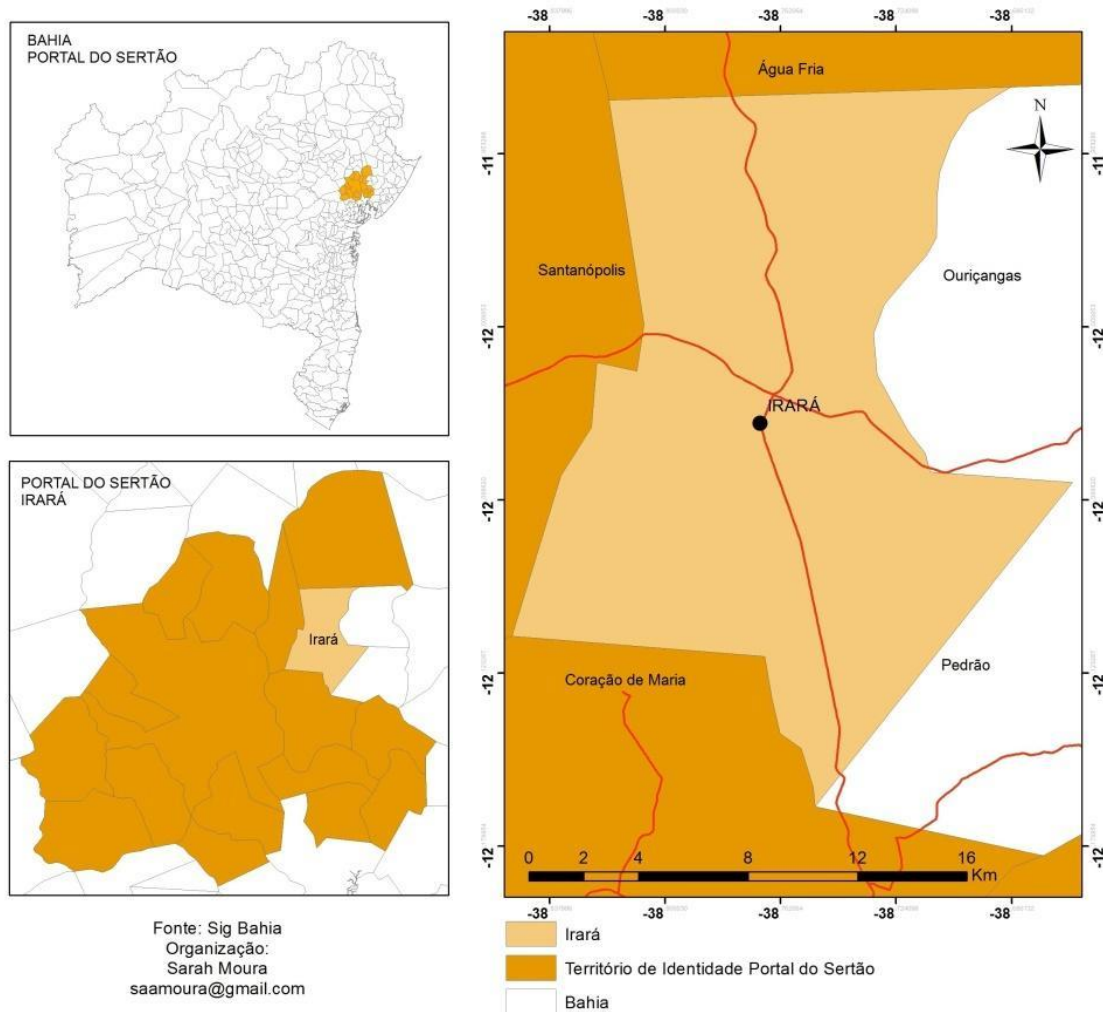 BAHIA
PORTAL DO SERTÃO
PORTAL DO SERTÃO
IRARÁ
Irará
Fonte: Sig Bahia
Organização:
Sarah Moura
saamoura@gmail.com
-38 -38 -38 -38 -38
Água Fria
N
-11 -11
Santanópolis
Ouriçangas
-12 -12
IRARÁ
-12 -12
Coração de Maria
Pedrão
-12 -12
-12 -12
0 2 4 8 12 16
Km
-38 -38 -38 -38 -38
Irará
Território de Identidade Portal do Sertão
Bahia